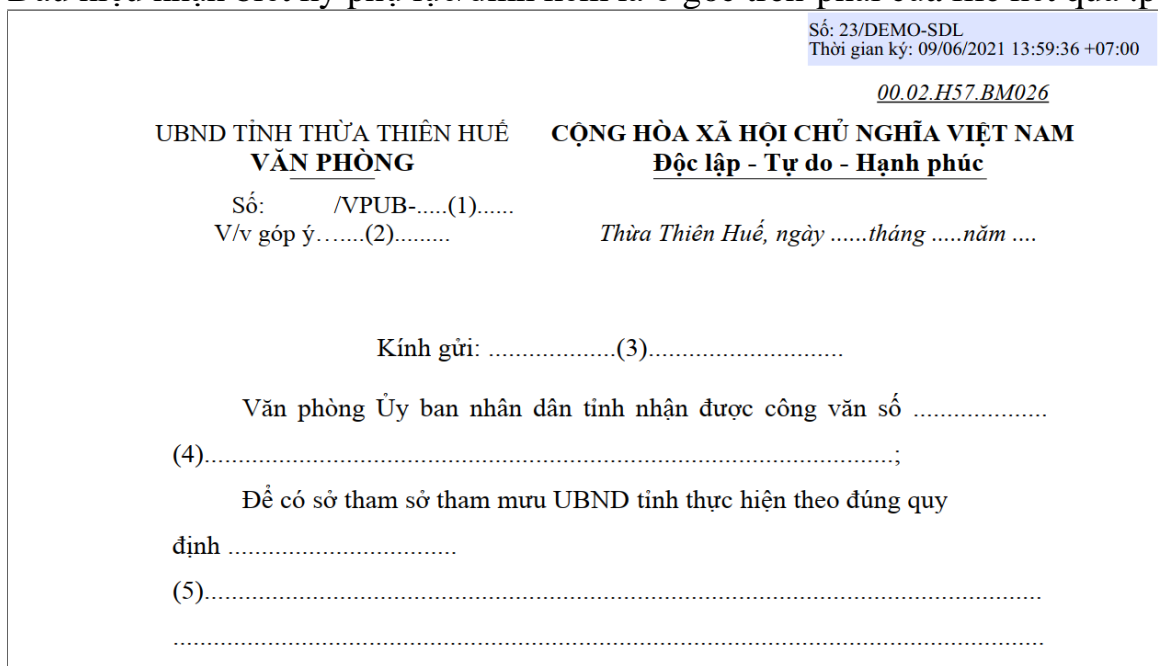 Số: 23/DEMO-SDL
Thời gian ký: 09/06/2021 13:59:36 +07:00
00.02.H57.BM026
UBND TỈNH THỪA THIÊN HUẾ CỘNG HÒA XÃ HỘI CHỦ NGHĨA VIỆT NAM
VĂN PHÒNG Độc lập - Tự do - Hạnh phúc
Số: /VPUB-.....(1)......
V/v góp ý…....(2)......... Thừa Thiên Huế, ngày ......tháng .....năm ....
Kính gửi: ...................(3).............................
Văn phòng Ủy ban nhân dân tỉnh nhận được công văn số ....................
(4).......................................................................................................;
Để có sở tham sở tham mưu UBND tỉnh thực hiện theo đúng quy
định ..................................
(5).............................................................................................................................
..................................................................................................................................